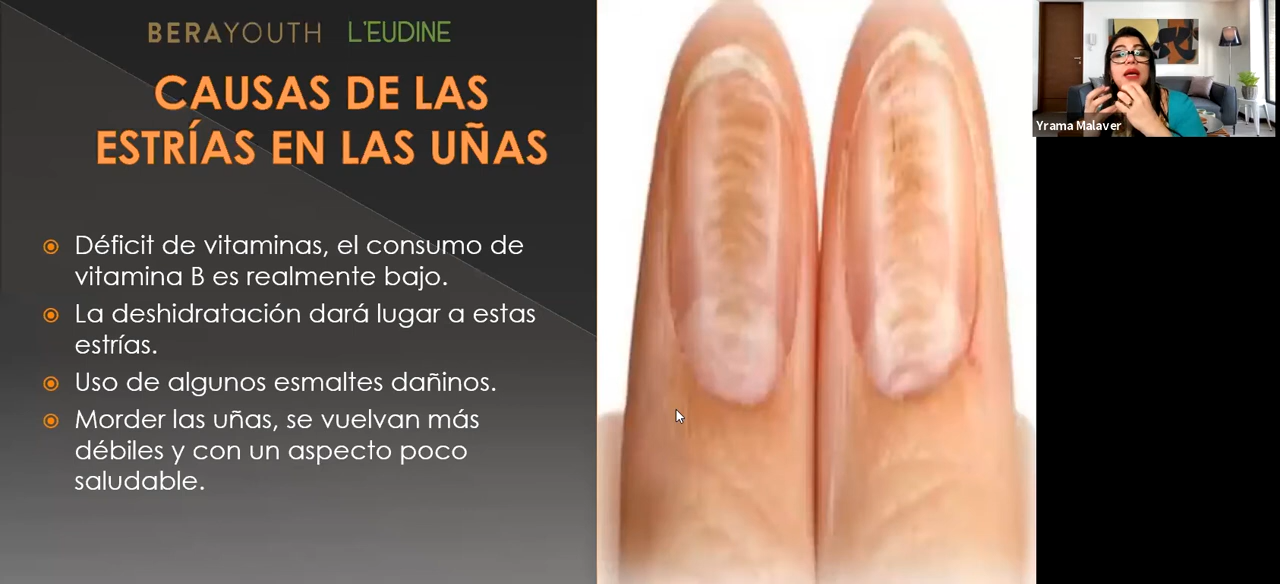 BERAYOUTH L'EUDINE
CAUSAS DE LAS
ESTRÍAS EN LAS UÑAS
Déficit de vitaminas, el consumo de
vitamina B es realmente bajo.
La deshidratación dará lugar a estas
estrías.
Uso de algunos esmaltes dañinos.
Morder las uñas, se vuelvan más
débiles y con un aspecto poco
saludable.
Yrama Malaver